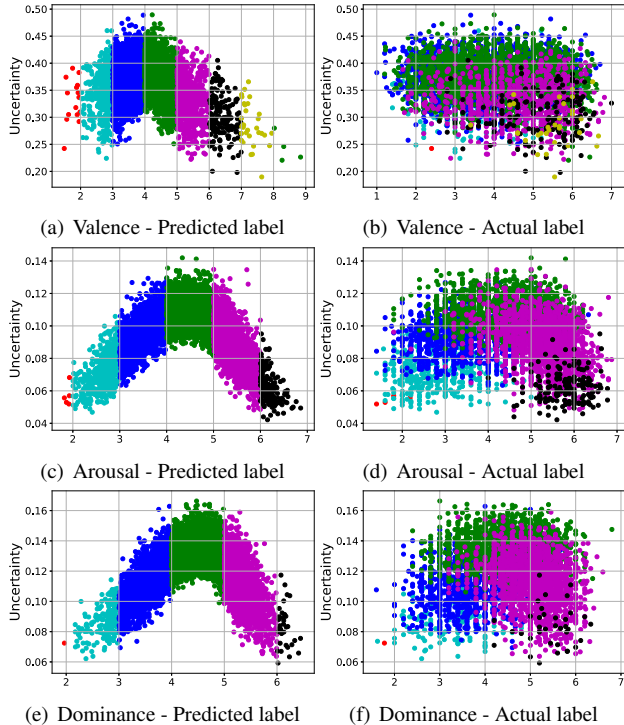 0.50
0.45
0.40
0.35
0.30
0.25
0.20
Uncertainty
2 3 4 5 6 7 8 9
(a) Valence - Predicted label
0.50
0.45
0.40
0.35
0.30
0.25
0.20
Uncertainty
1 2 3 4 5 6 7
(b) Valence - Actual label
0.14
0.12
0.10
0.08
0.06
0.04
Uncertainty
2 3 4 5 6 7
(c) Arousal - Predicted label
0.14
0.12
0.10
0.08
0.06
0.04
Uncertainty
2 3 4 5 6 7
(d) Arousal - Actual label
0.16
0.14
0.12
0.10
0.08
0.06
Uncertainty
2 3 4 5 6
(e) Dominance - Predicted label
0.16
0.14
0.12
0.10
0.08
0.06
Uncertainty
2 3 4 5 6 7
(f) Dominance - Actual label